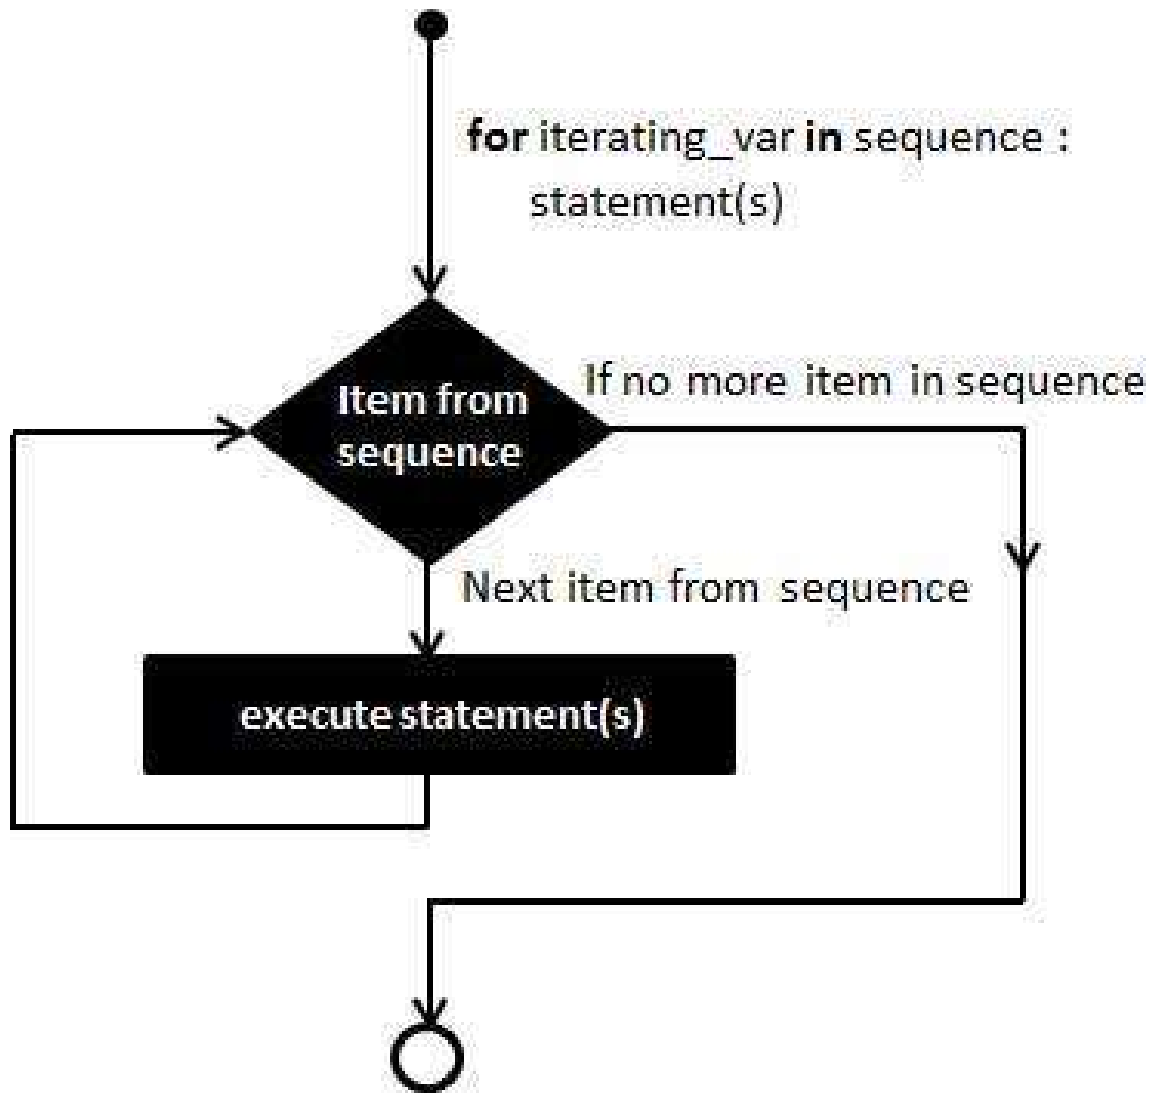 for iterating_var in sequence :
statement(s)
If no more item in sequence
Item from
sequence
Next item from sequence
execute statement(s)